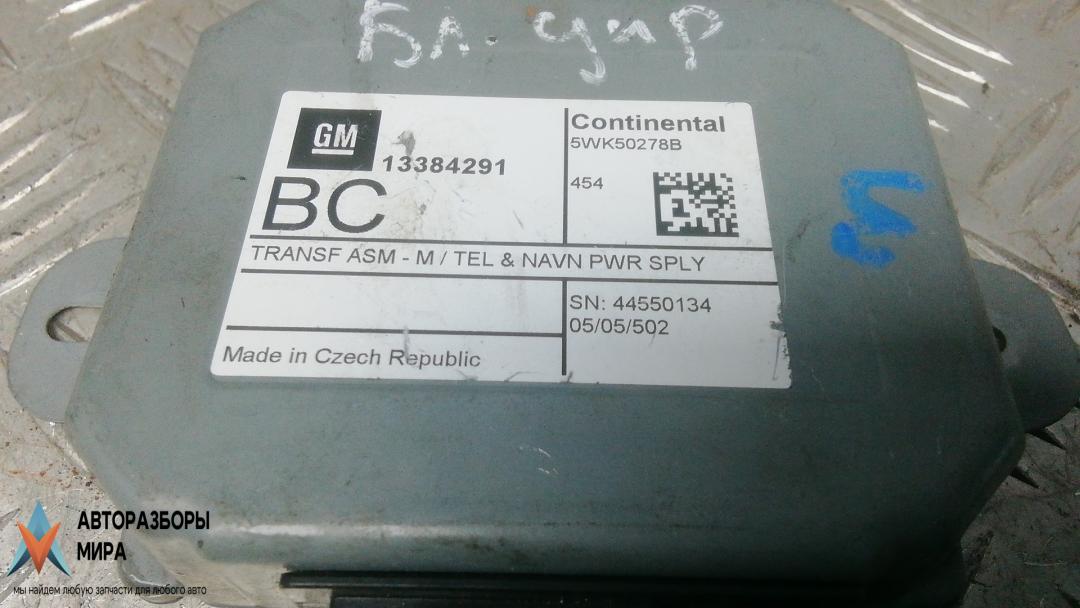 Бл. упр
GM
13384291
BC
Continental
5WK50278B
454
TRANSF ASM - M / TEL & NAVN PWR SPLY
SN: 44550134
05/05/502
Made in Czech Republic
АВТОРАЗБОРЫ
МИРА
мы найдем любую запчасти для любого авто